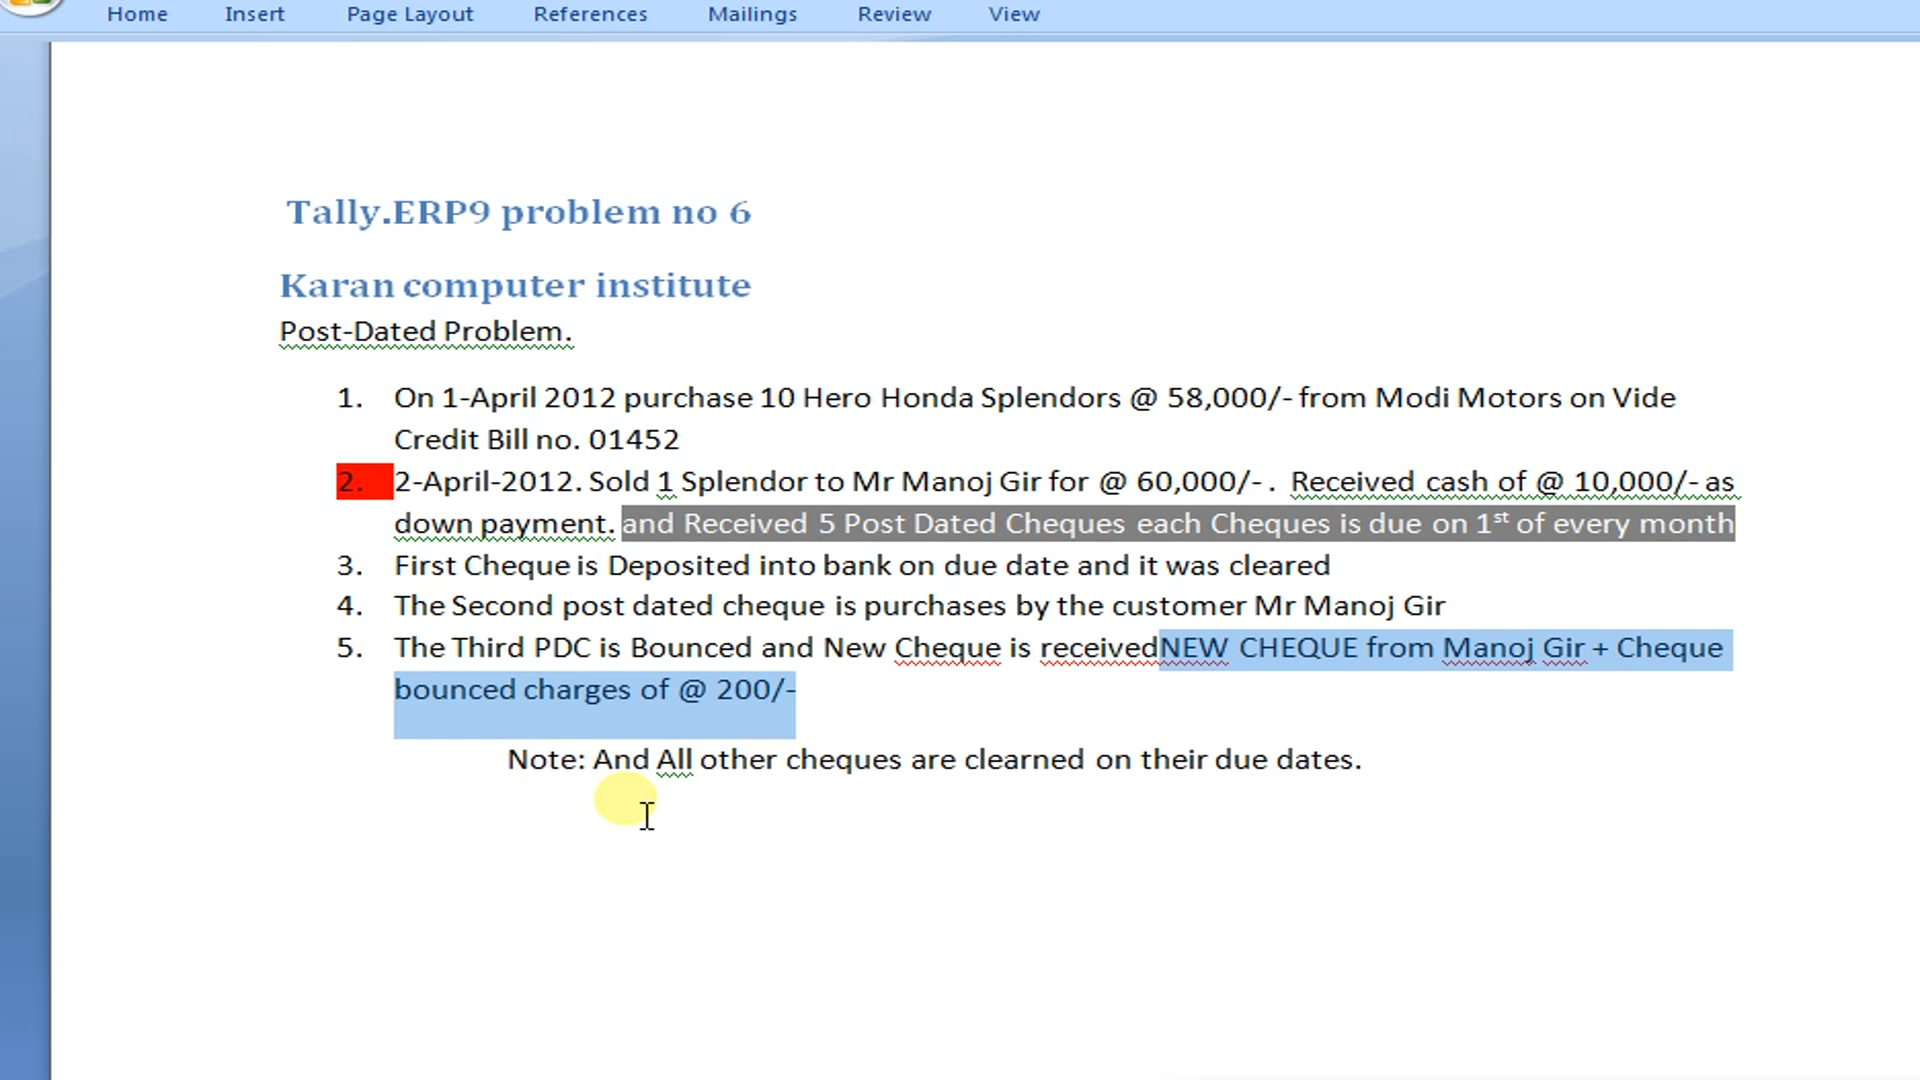 Home Insert Page Layout References Mailings Review View
Tally.ERP9 problem no 6
Karan computer institute
Post-Dated Problem.
1. On 1-April 2012 purchase 10 Hero Honda Splendors @ 58,000/- from Modi Motors on Vide
Credit Bill no. 01452
2. 2-April-2012. Sold 1 Splendor to Mr Manoj Gir for @ 60,000/- . Received cash of @ 10,000/- as
down payment. and Received 5 Post Dated Cheques each Cheques is due on 1st of every month
3. First Cheque is Deposited into bank on due date and it was cleared
4. The Second post dated cheque is purchases by the customer Mr Manoj Gir
5. The Third PDC is Bounced and New Cheque is receivedNEW CHEQUE from Manoj Gir + Cheque
bounced charges of @ 200/-
Note: And All other cheques are clearned on their due dates.